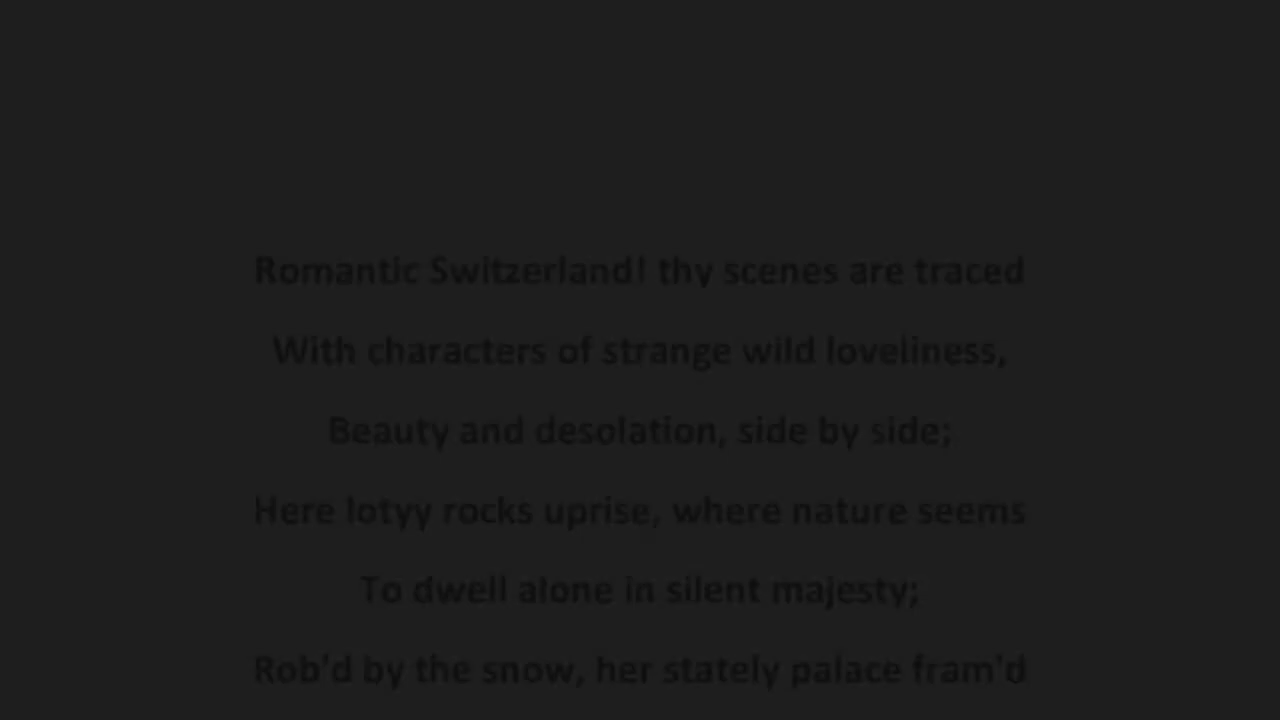 Romantic Switzerland! thy scenes are traced
With characters of strange wild loveliness,
Beauty and desolation, side by side;
Here lotyy rocks uprise, where nature seems
To dwell alone in silent majesty;
Rob'd by the snow, her stately palace fram'd